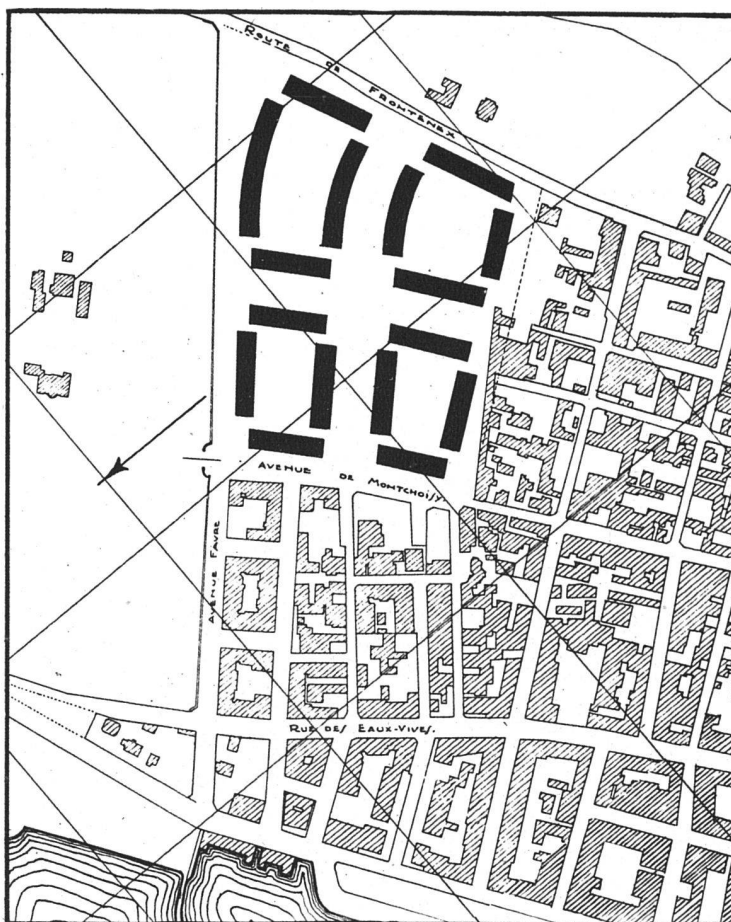 ROUTE DE FRONTENEX
AVENUE DE MONTCHOISY
AVENUE FAVRE
RUE DES EAUX-VIVES.